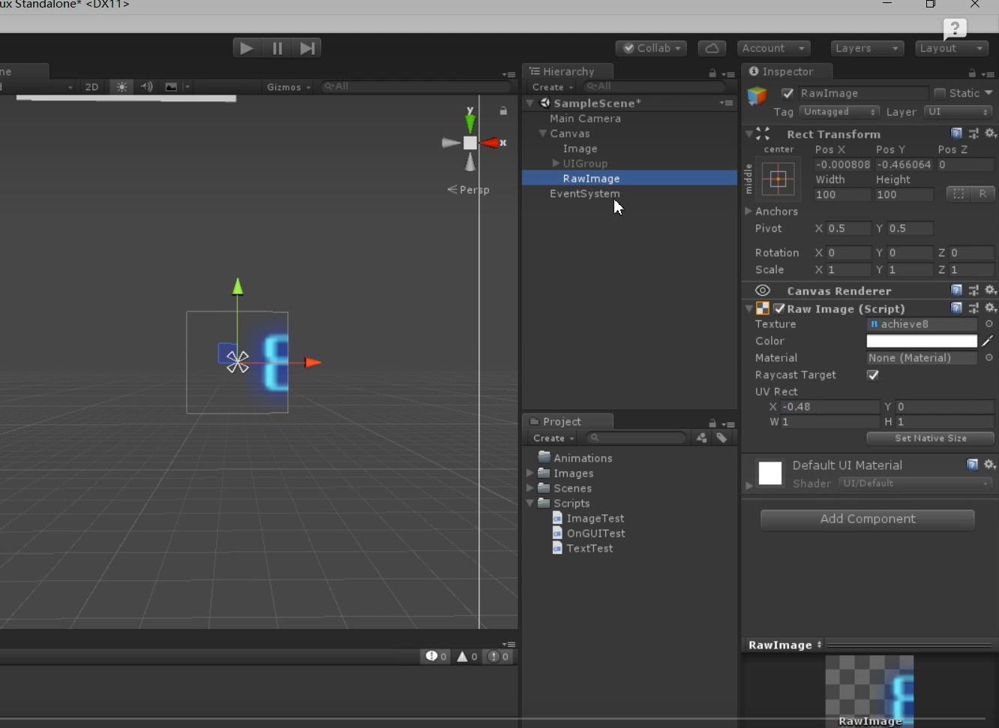 ux Standalone* <DX11>
?
Collab
Account
Layers
Layout
ne
2D
Gizmos
All
y
x
Persp
0
0
0
Hierarchy
Create
All
SampleScene*
Main Camera
Canvas
Image
UIGroup
RawImage
EventSystem
Project
Create
Animations
Images
Scenes
Scripts
ImageTest
OnGUITest
TextTest
Inspector
RawImage
Static
Tag Untagged Layer UI
Rect Transform
center Pos X Pos Y Pos Z
middle
-0.000808 -0.466064 0
Width Height
100 100 R
Anchors
Pivot X 0.5 Y 0.5
Rotation X 0 Y 0 Z 0
Scale X 1 Y 1 Z 1
Canvas Renderer
Raw Image (Script)
Texture achieve8
Color
Material None (Material)
Raycast Target
UV Rect
X -0.48 Y 0
W 1 H 1
Set Native Size
Default UI Material
Shader UI/Default
Add Component
RawImage
RawImage